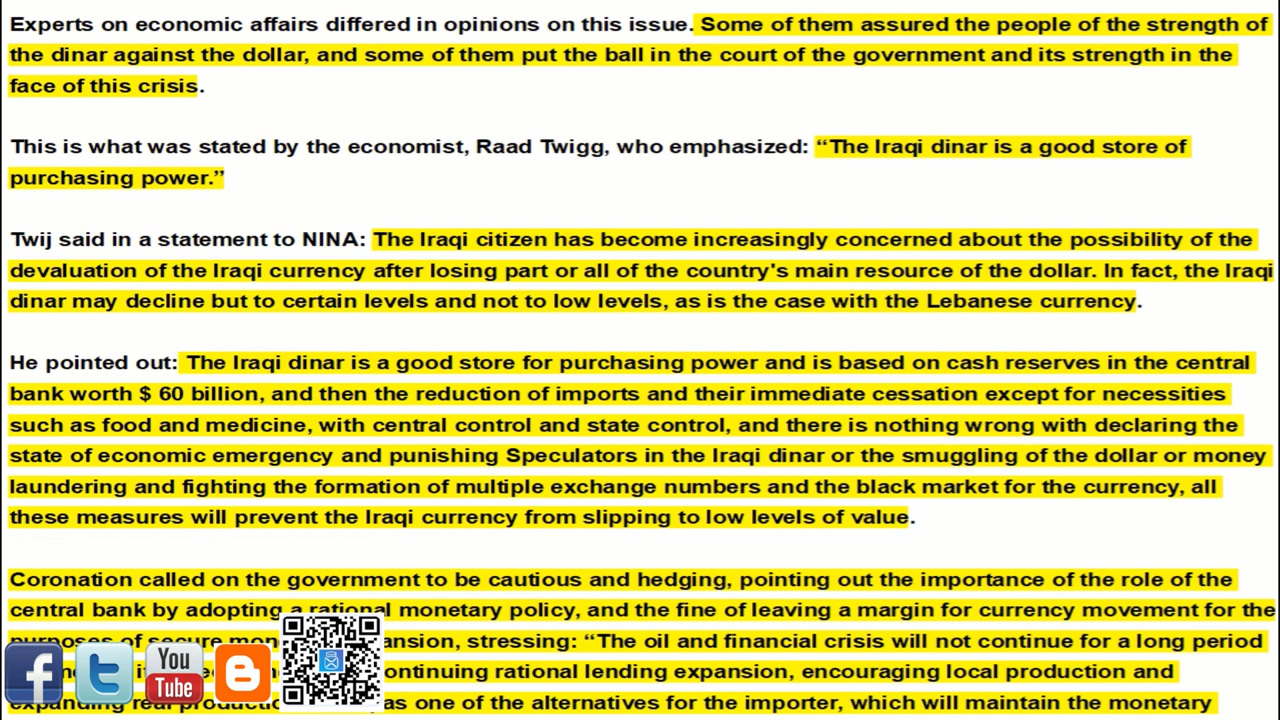 Experts on economic affairs differed in opinions on this issue. Some of them assured the people of the strength of
the dinar against the dollar, and some of them put the ball in the court of the government and its strength in the
face of this crisis.
This is what was stated by the economist, Raad Twigg, who emphasized: “The Iraqi dinar is a good store of
purchasing power.”
Twij said in a statement to NINA: The Iraqi citizen has become increasingly concerned about the possibility of the
devaluation of the Iraqi currency after losing part or all of the country's main resource of the dollar. In fact, the Iraqi
dinar may decline but to certain levels and not to low levels, as is the case with the Lebanese currency.
He pointed out: The Iraqi dinar is a good store for purchasing power and is based on cash reserves in the central
bank worth $ 60 billion, and then the reduction of imports and their immediate cessation except for necessities
such as food and medicine, with central control and state control, and there is nothing wrong with declaring the
state of economic emergency and punishing Speculators in the Iraqi dinar or the smuggling of the dollar or money
laundering and fighting the formation of multiple exchange numbers and the black market for the currency, all
these measures will prevent the Iraqi currency from slipping to low levels of value.
Coronation called on the government to be cautious and hedging, pointing out the importance of the role of the
central bank by adopting a rational monetary policy, and the fine of leaving a margin for currency movement for the
purposes of secure stressing: “The oil and financial crisis will not continue for a long period
continuing rational lending expansion, encouraging local production and
expanding real as one of the alternatives for the importer, which will maintain the monetary
f t You Tube B